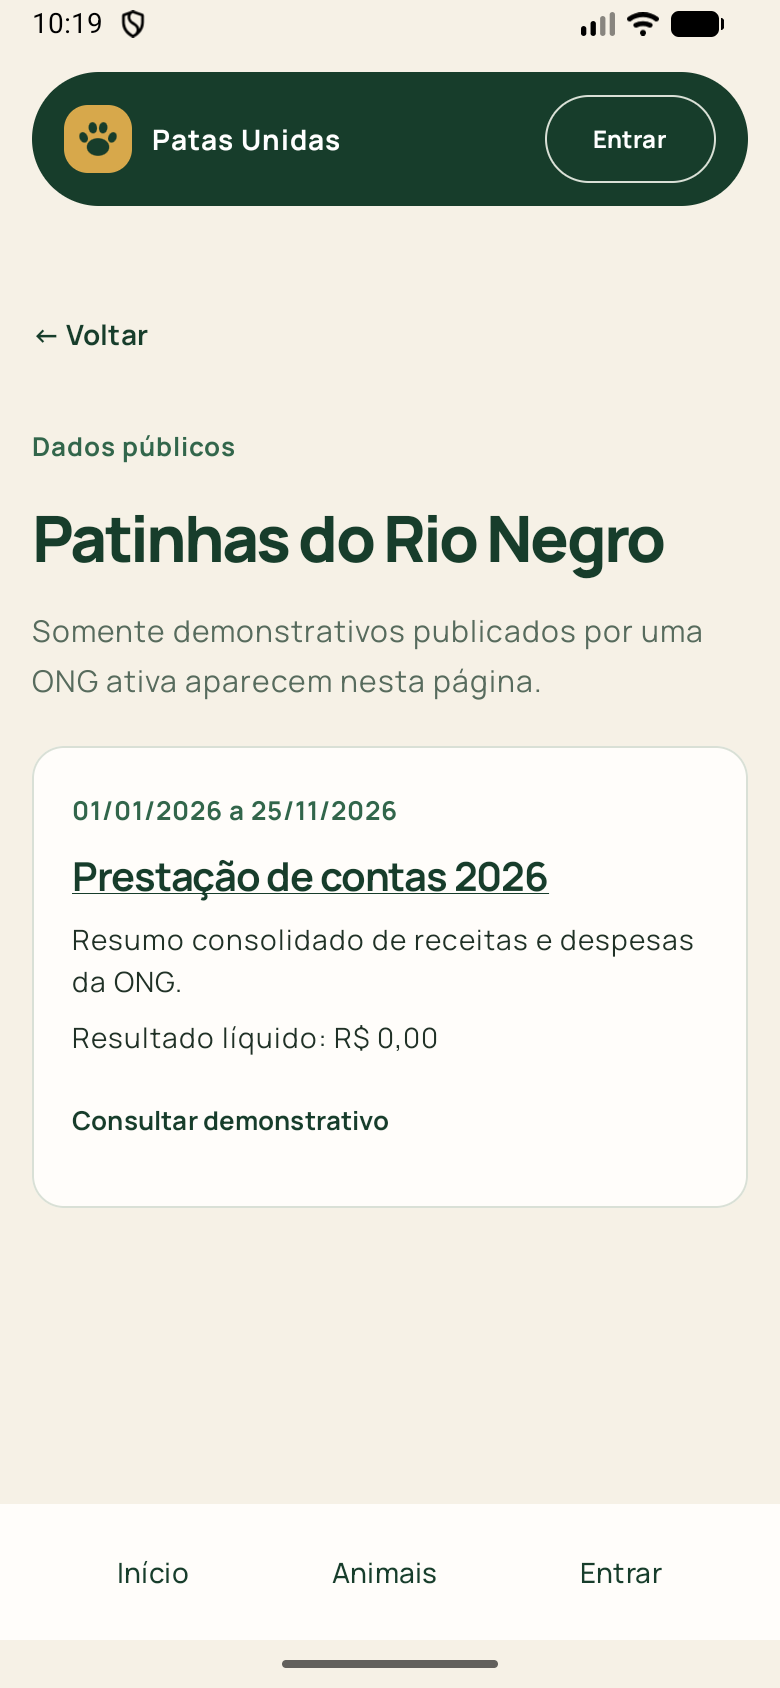 10:19
Patas Unidas
Entrar
← Voltar
Dados públicos
Patinhas do Rio Negro
Somente demonstrativos publicados por uma
ONG ativa aparecem nesta página.
01/01/2026 a 25/11/2026
Prestação de contas 2026
Resumo consolidado de receitas e despesas
da ONG.
Resultado líquido: R$ 0,00
Consultar demonstrativo
Início
Animais
Entrar